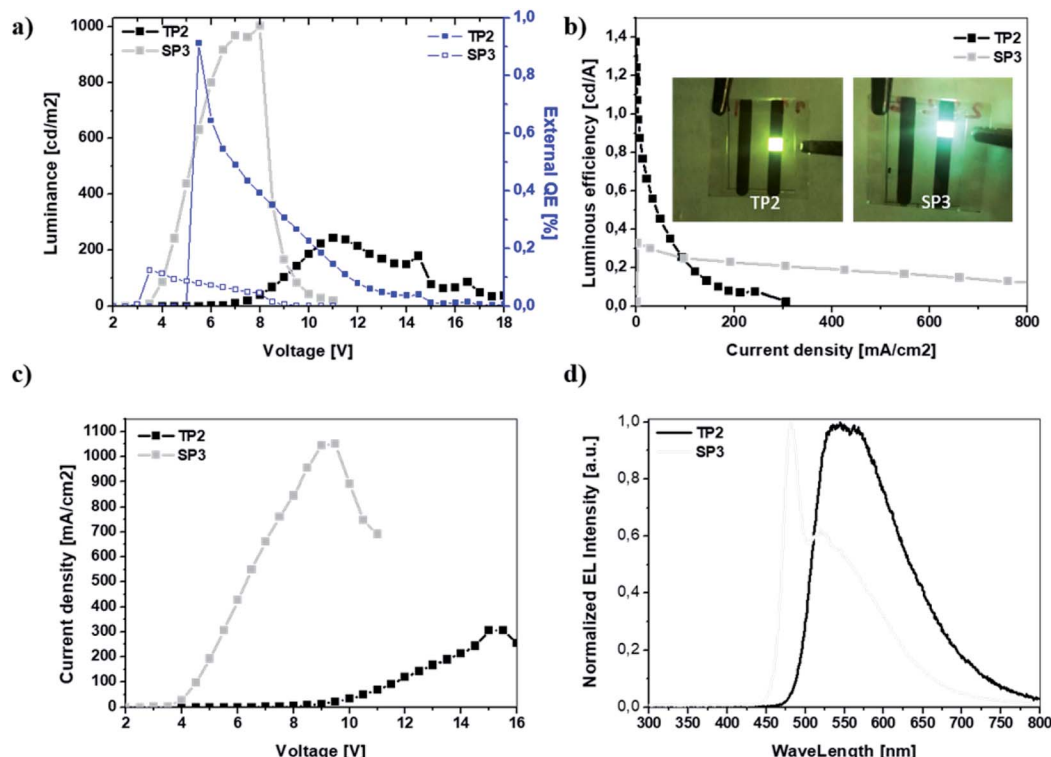 a)
Luminance [cd/m2]
1000
800
600
400
200
0
TP2
SP3
TP2
SP3
1,0
0,8
0,6
0,4
0,2
0,0
External QE [%]
2 4 6 8 10 12 14 16 18
Voltage [V]
b)
Luminous efficiency [cd/A]
1,4
1,2
1,0
0,8
0,6
0,4
0,2
0,0
TP2
SP3
TP2
SP3
0 200 400 600 800
Current density [mA/cm2]
c)
Current density [mA/cm2]
1100
1000
900
800
700
600
500
400
300
200
100
0
TP2
SP3
2 4 6 8 10 12 14 16
Voltage [V]
d)
Normalized EL Intensity [a.u.]
TP2
SP3
1,0
0,8
0,6
0,4
0,2
0,0
300 350 400 450 500 550 600 650 700 750 800
WaveLength [nm]